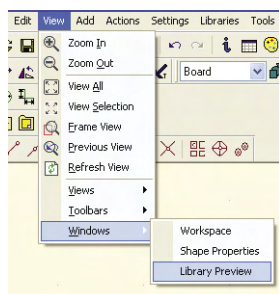 Edit View Add Actions Settings Libraries Tools
Zoom In
Zoom Out
Board
View All
View Selection
Frame View
Previous View
Refresh View
Views
Toolbars
Windows
Workspace
Shape Properties
Library Preview